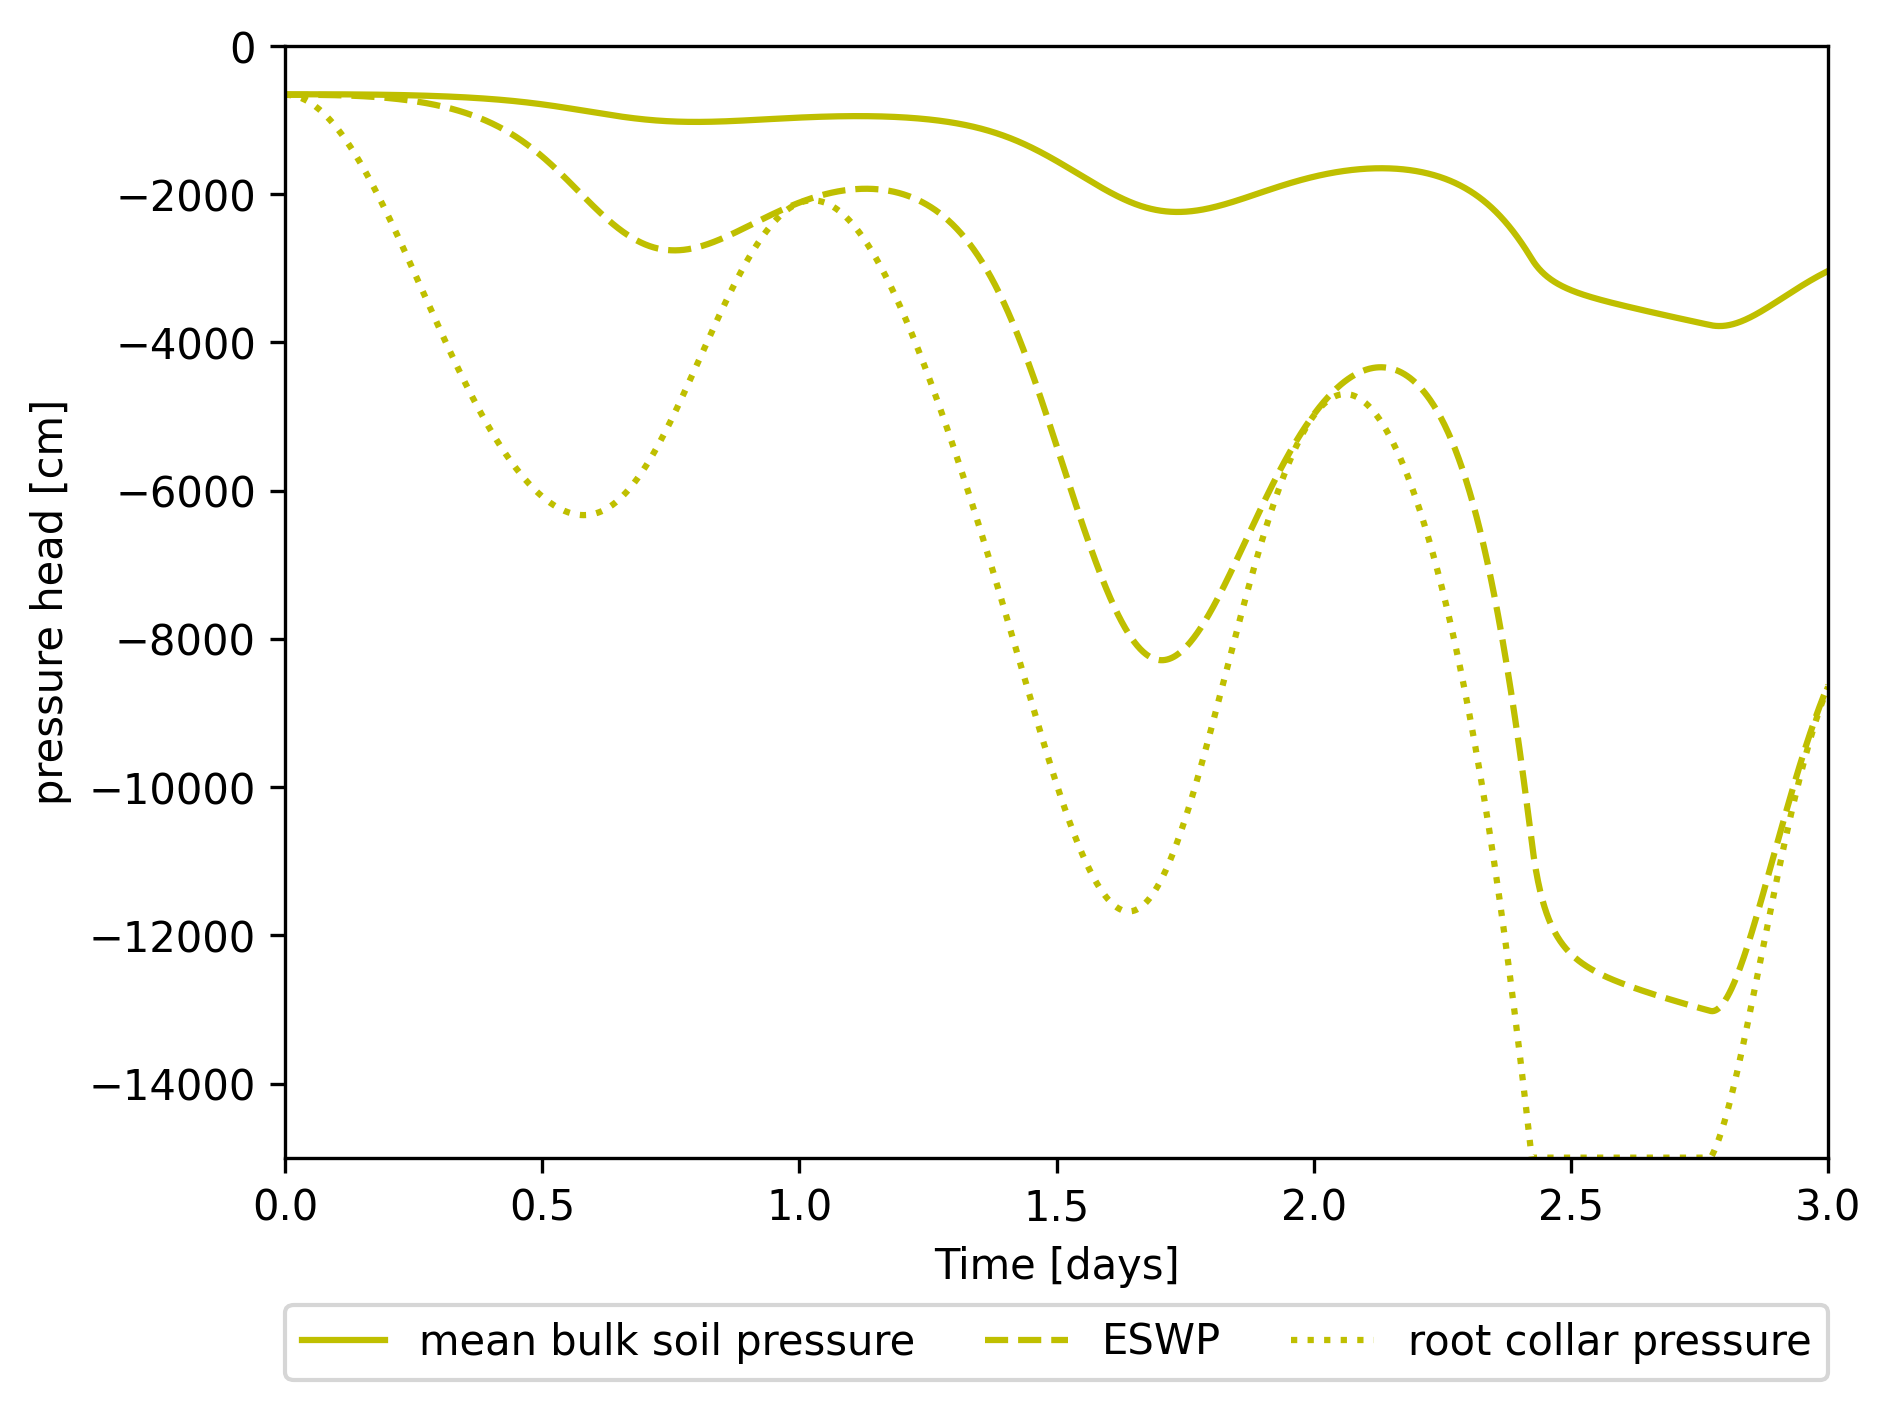 0
−2000
−4000
−6000
−8000
−10000
−12000
−14000
pressure head [cm]
0.0 0.5 1.0 1.5 2.0 2.5 3.0
Time [days]
mean bulk soil pressure ESWP root collar pressure